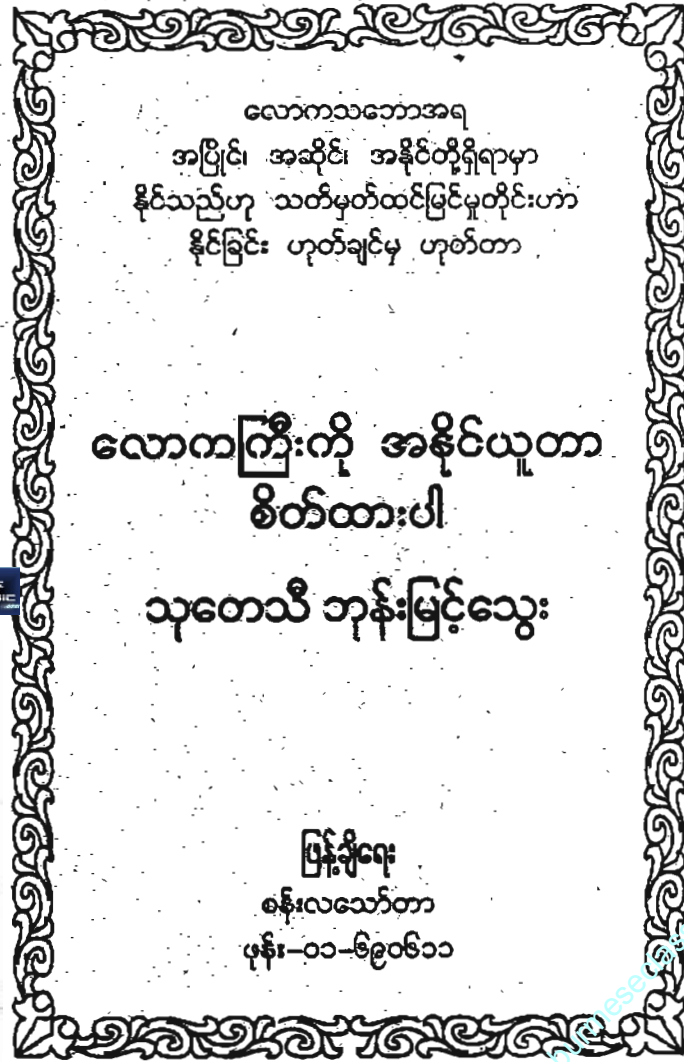 လောကသဘောအရ
အပြိုင်၊ အဆိုင်၊ အနိုင်တို့ရှိရာမှာ
နိုင်သည်ဟု သတ်မှတ်ထင်မြင်မှုတိုင်းဟာ
နိုင်ခြင်း ဟုတ်ချင်မှ ဟုတ်တာ
လောကကြီးကို အနိုင်ယူတာ
စိတ်ထားပါ
သုတေသီ ဘုန်းမြင့်သွေး
ဖြန့်ချိရေး
စန်းလသော်တာ
ဖုန်း−၀၁−၆၉၀၆၁၁